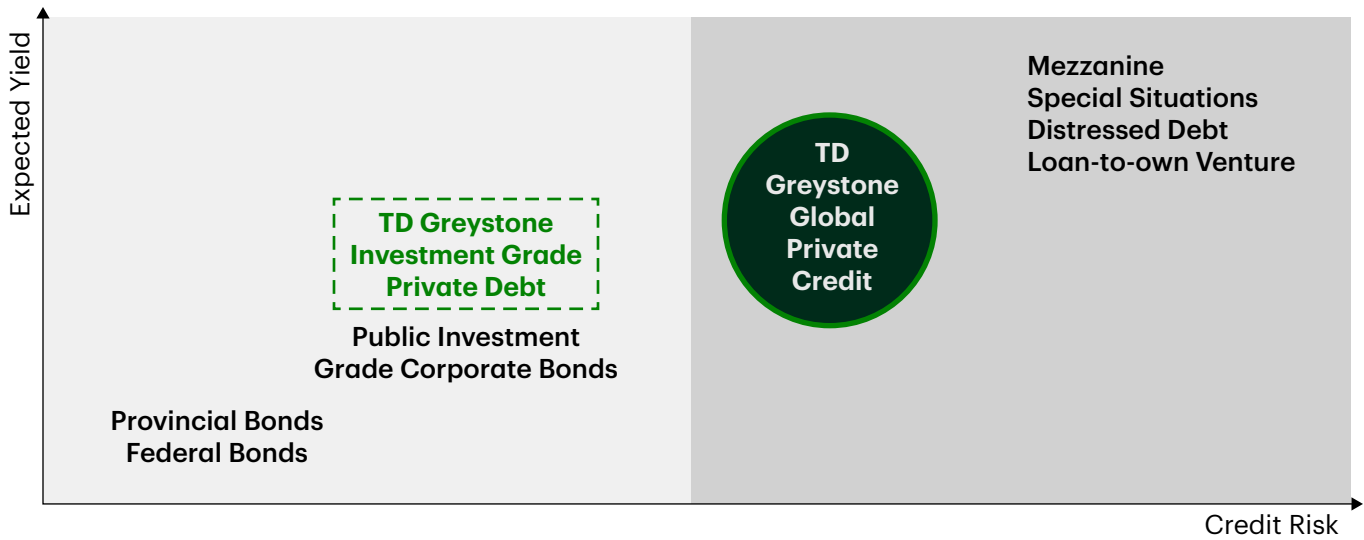 Expected Yield
Mezzanine
Special Situations
Distressed Debt
Loan-to-own Venture
TD
Greystone
Global
Private
Credit
TD Greystone
Investment Grade
Private Debt
Public Investment
Grade Corporate Bonds
Provincial Bonds
Federal Bonds
Credit Risk